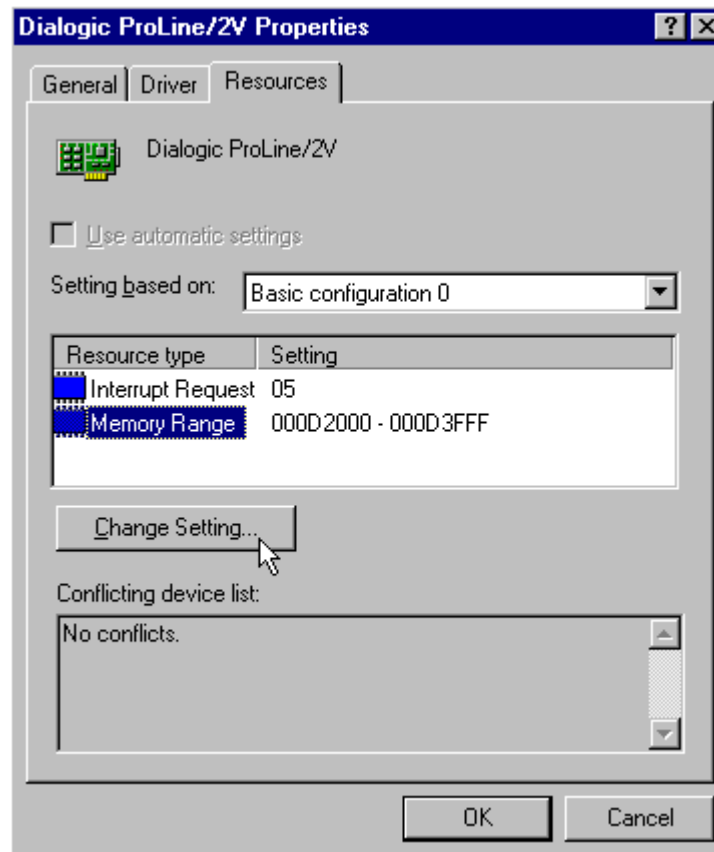 Dialogic ProLine/2V Properties
General Driver Resources
Dialogic ProLine/2V
Use automatic settings
Setting based on: Basic configuration 0
Resource type Setting
Interrupt Request 05
Memory Range 000D2000 - 000D3FFF
Change Setting...
Conflicting device list:
No conflicts.
OK Cancel